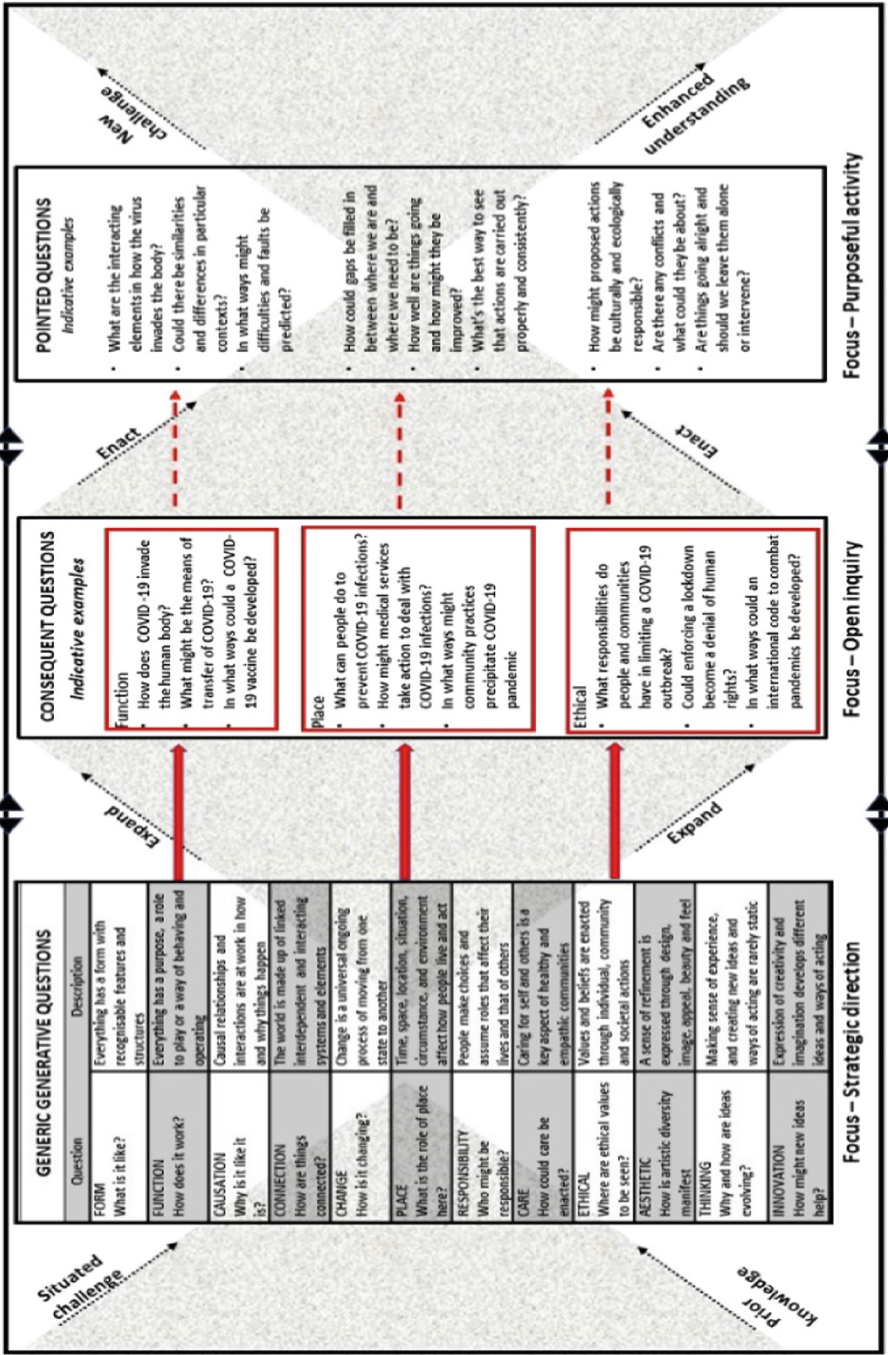 Situated
challenge
Prior
knowledge
GENERIC GENERATIVE QUESTIONS
Question
Description
FORM
What is it like?
Everything has a form with
recognisable features and
structures
FUNCTION
How does it work?
Everything has a purpose, a role
to play or a way of behaving and
operating
CAUSATION
Why is it like it
is?
Causal relationships and
interactions are at work in how
and why things happen
CONNECTION
How are things
connected?
The world is made up of linked
interdependent and interacting
systems and elements
CHANGE
How is it changing?
Change is a universal ongoing
process of moving from one
state to another
PLACE
What is the role of place
here?
Time, space, location, situation,
circumstance, and environment
affect how people live and act
RESPONSIBILITY
Who might be
responsible?
People make choices and
assume roles that affect their
lives and that of others
CARE
How could care be
enacted?
Caring for self and others is a
key aspect of healthy and
empathic communities
ETHICAL
Where are ethical values
to be seen?
Values and beliefs are enacted
through individual, community
and societal actions
AESTHETIC
How is artistic diversity
manifest
A sense of refinement is
expressed through design,
image, appeal, beauty and feel
THINKING
Why and how are ideas
evolving?
Making sense of experience,
and creating new ideas and
ways of acting are rarely static
INNOVATION
How might new ideas
help?
Expression of creativity and
imagination develops different
ideas and ways of acting
Focus – Strategic direction
Expand
Expand
CONSEQUENT QUESTIONS
Indicative examples
Function
• How does COVID-19 invade
the human body?
• What might be the means of
transfer of COVID-19?
• In what ways could a COVID-
19 vaccine be developed?
Place
• What can people do to
prevent COVID-19 infections?
• How might medical services
take action to deal with
COVID-19 infections?
• In what ways might
community practices
precipitate COVID-19
pandemic
Ethical
• What responsibilities do
people and communities
have in limiting a COVID-19
outbreak?
• Could enforcing a lockdown
become a denial of human
rights?
• In what ways could an
international code to combat
pandemics be developed?
Focus – Open inquiry
Enact
Enact
POINTED QUESTIONS
Indicative examples
• What are the interacting
elements in how the virus
invades the body?
• Could there be similarities
and differences in particular
contexts?
• In what ways might
difficulties and faults be
predicted?
• How could gaps be filled in
between where we are and
where we need to be?
• How well are things going
and how might they be
improved?
• What's the best way to see
that actions are carried out
properly and consistently?
• How might proposed actions
be culturally and ecologically
responsible?
• Are there any conflicts and
what could they be about?
• Are things going alright and
should we leave them alone
or intervene?
Focus – Purposeful activity
New
challenge
Enhanced
understanding